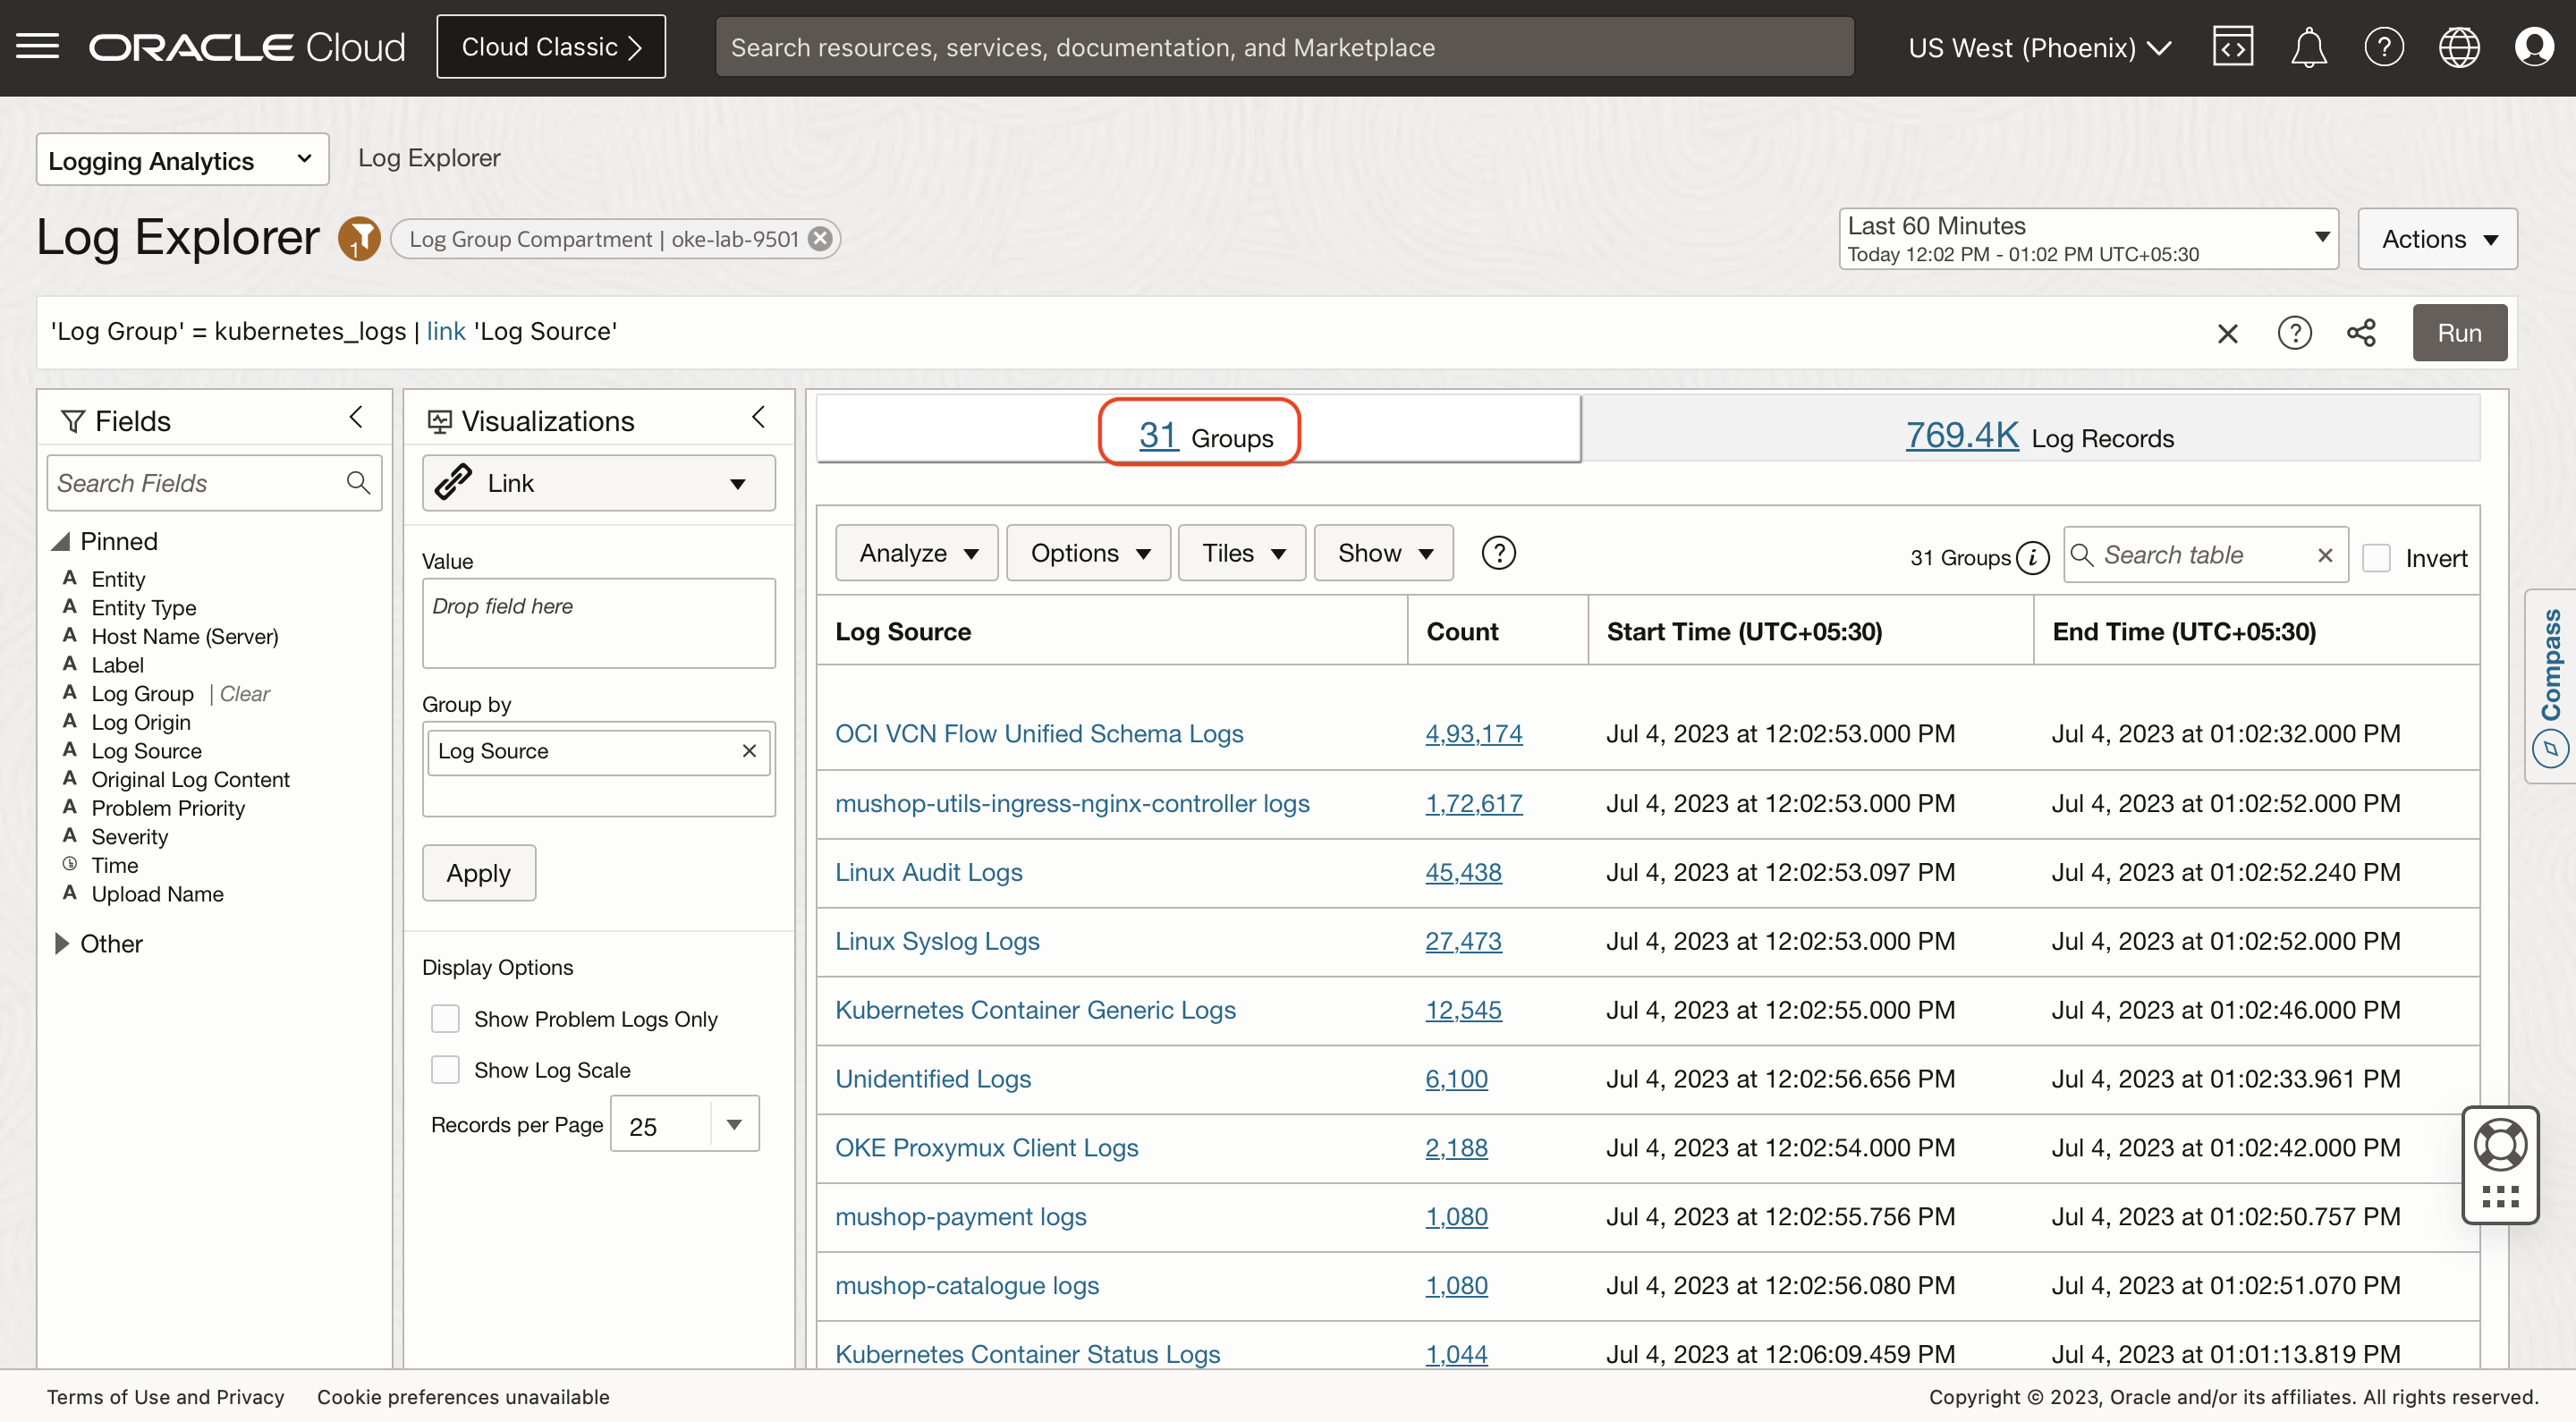 ORACLE Cloud
Cloud Classic
Search resources, services, documentation, and Marketplace
US West (Phoenix)
Logging Analytics
Log Explorer
Log Explorer
1
Log Group Compartment | oke-lab-9501
Last 60 Minutes
Today 12:02 PM - 01:02 PM UTC+05:30
Actions
'Log Group' = kubernetes_logs | link 'Log Source'
Run
Fields
Search Fields
Pinned
A Entity
A Entity Type
A Host Name (Server)
A Label
A Log Group | Clear
A Log Origin
A Log Source
A Original Log Content
A Problem Priority
A Severity
Time
A Upload Name
Other
Visualizations
Link
Value
Drop field here
Group by
Log Source
Apply
Display Options
Show Problem Logs Only
Show Log Scale
Records per Page 25
31 Groups
769.4K Log Records
Analyze
Options
Tiles
Show
?
31 Groups
i
Search table
Invert
Log Source Count Start Time (UTC+05:30) End Time (UTC+05:30)
OCI VCN Flow Unified Schema Logs 4,93,174 Jul 4, 2023 at 12:02:53.000 PM Jul 4, 2023 at 01:02:32.000 PM
mushop-utils-ingress-nginx-controller logs 1,72,617 Jul 4, 2023 at 12:02:53.000 PM Jul 4, 2023 at 01:02:52.000 PM
Linux Audit Logs 45,438 Jul 4, 2023 at 12:02:53.097 PM Jul 4, 2023 at 01:02:52.240 PM
Linux Syslog Logs 27,473 Jul 4, 2023 at 12:02:53.000 PM Jul 4, 2023 at 01:02:52.000 PM
Kubernetes Container Generic Logs 12,545 Jul 4, 2023 at 12:02:55.000 PM Jul 4, 2023 at 01:02:46.000 PM
Unidentified Logs 6,100 Jul 4, 2023 at 12:02:56.656 PM Jul 4, 2023 at 01:02:33.961 PM
OKE Proxymux Client Logs 2,188 Jul 4, 2023 at 12:02:54.000 PM Jul 4, 2023 at 01:02:42.000 PM
mushop-payment logs 1,080 Jul 4, 2023 at 12:02:55.756 PM Jul 4, 2023 at 01:02:50.757 PM
mushop-catalogue logs 1,080 Jul 4, 2023 at 12:02:56.080 PM Jul 4, 2023 at 01:02:51.070 PM
Kubernetes Container Status Logs 1,044 Jul 4, 2023 at 12:06:09.459 PM Jul 4, 2023 at 01:01:13.819 PM
Compass
Terms of Use and Privacy
Cookie preferences unavailable
Copyright © 2023, Oracle and/or its affiliates. All rights reserved.